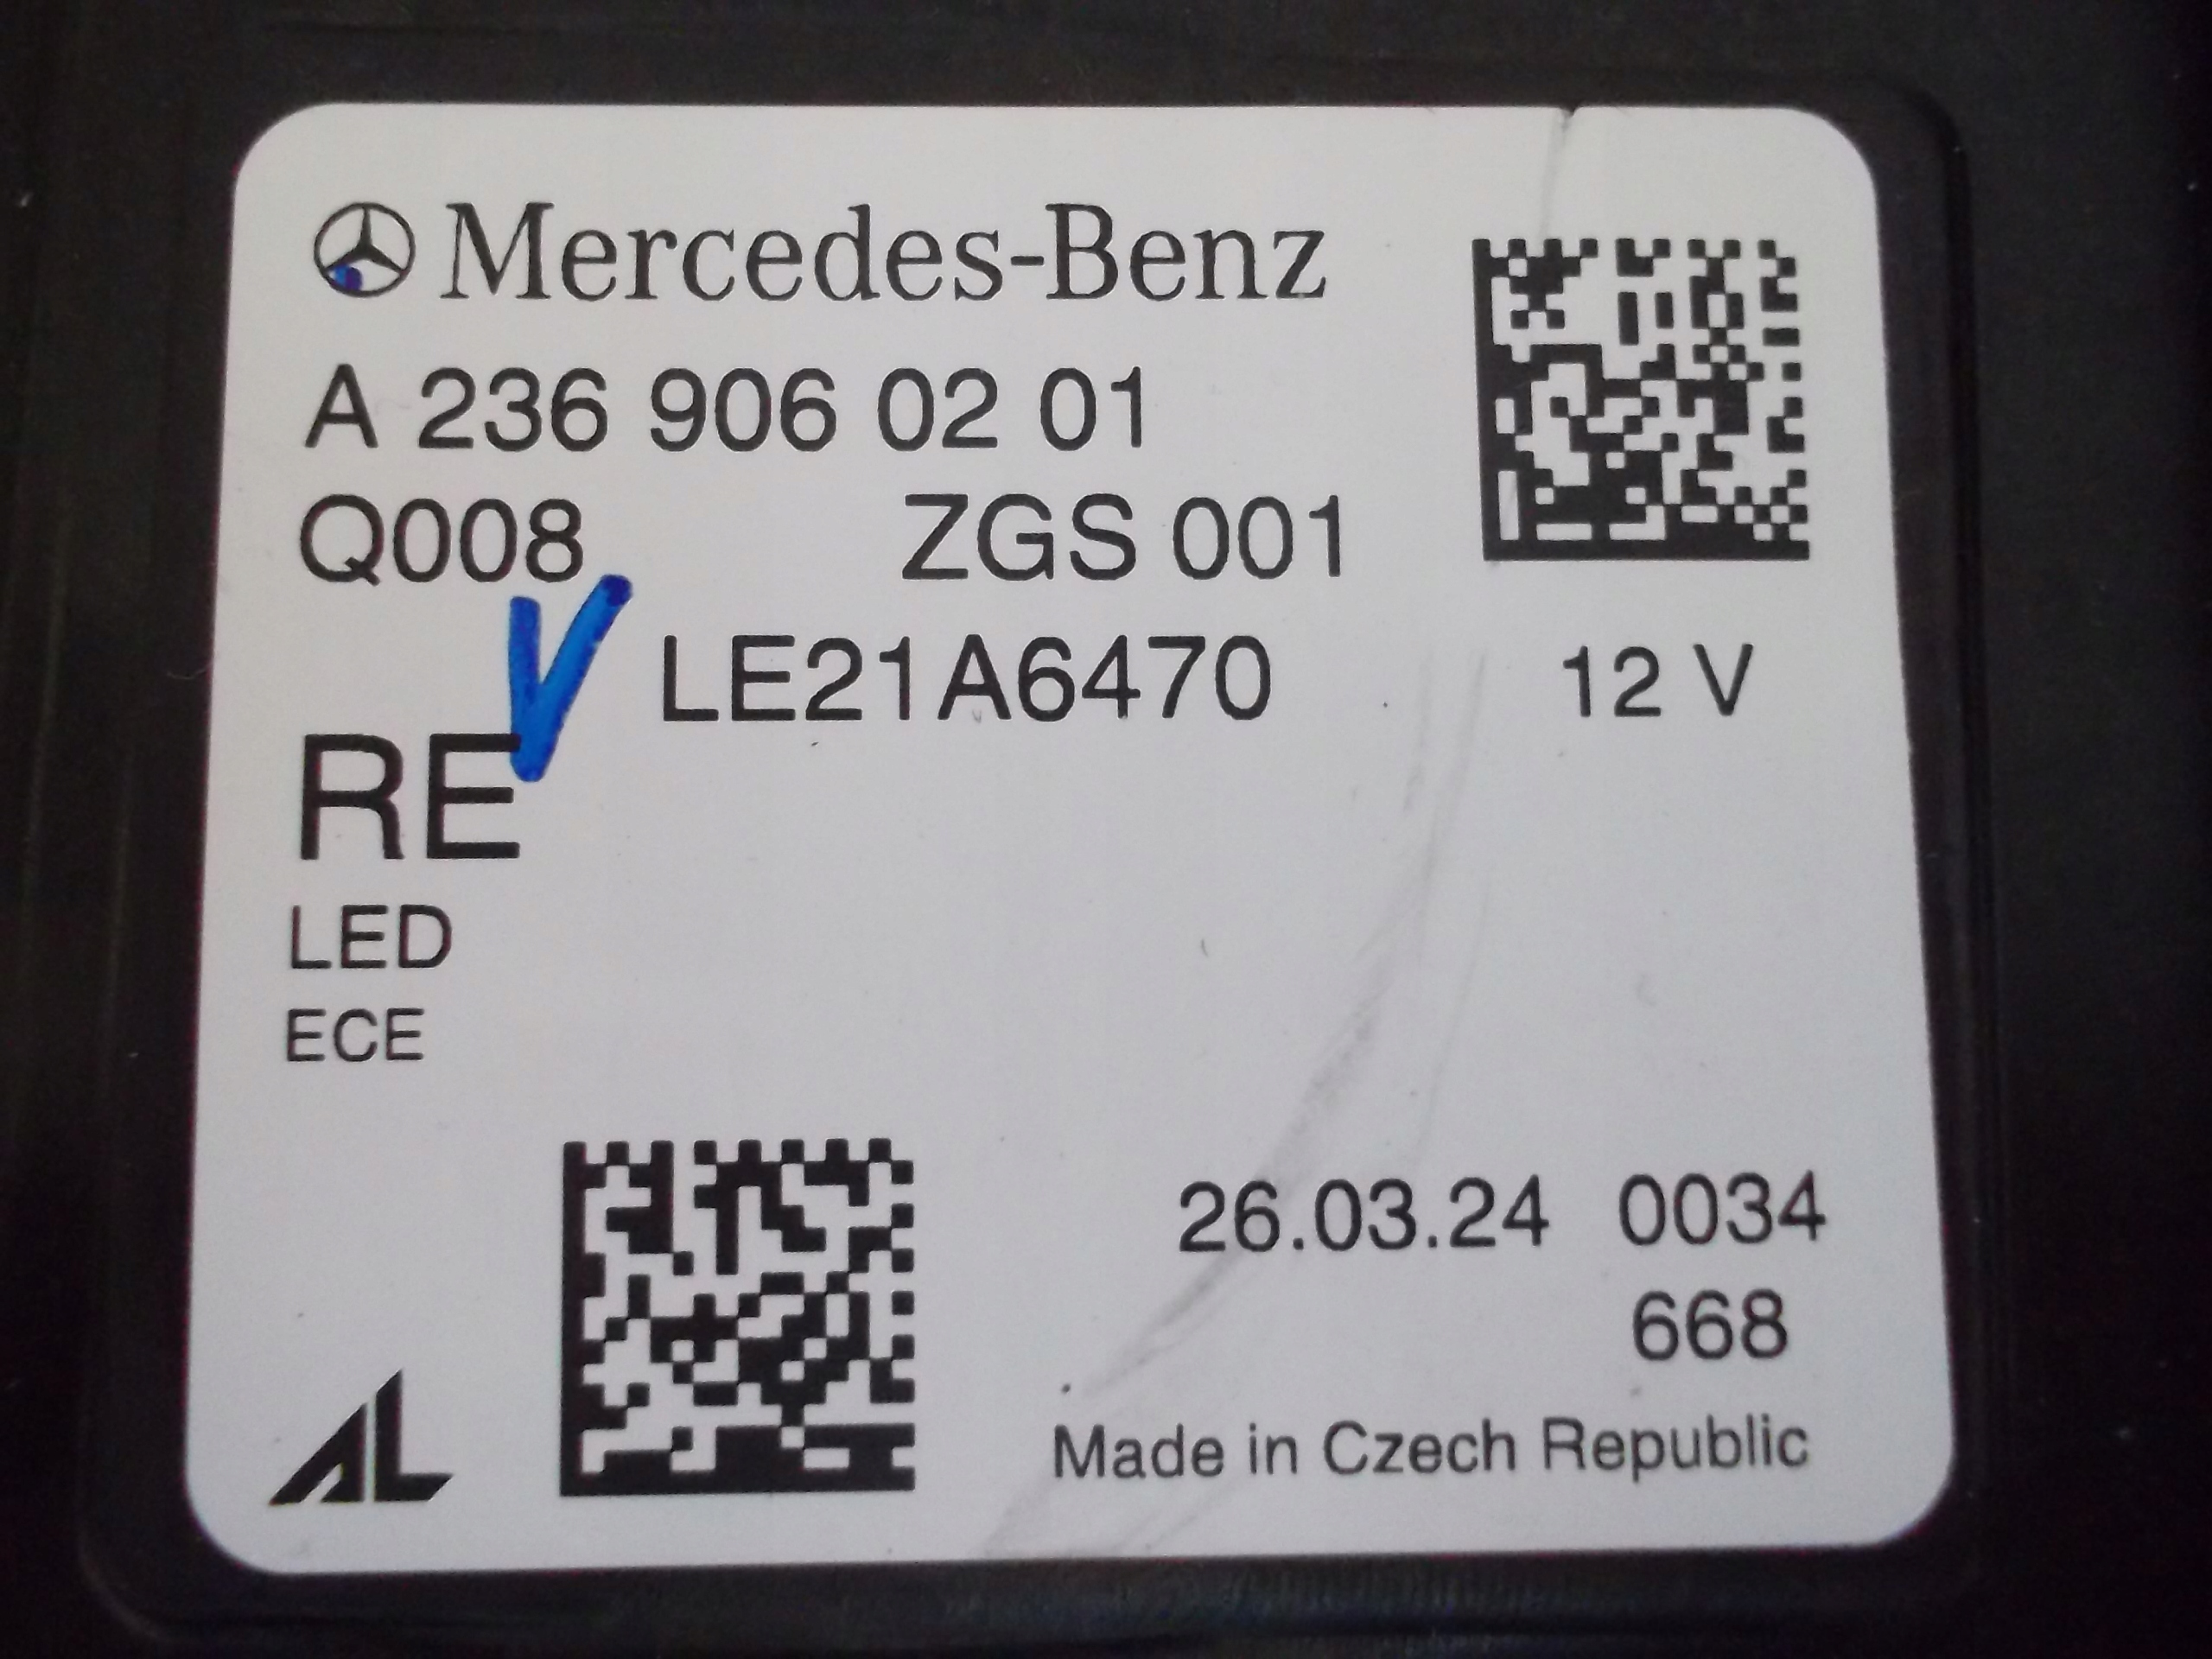 Mercedes-Benz
A 236 906 02 01
Q008 ZGS 001
LE21A6470 12 V
RE
LED
ECE
26.03.24 0034
668
AL Made in Czech Republic